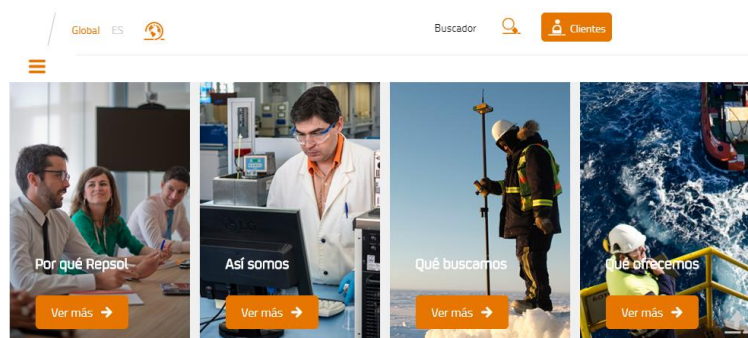 Global ES
Buscador
Clientes
Por qué Repsol
Así somos
Qué buscamos
Qué ofrecemos
Ver más
Ver más
Ver más
Ver más